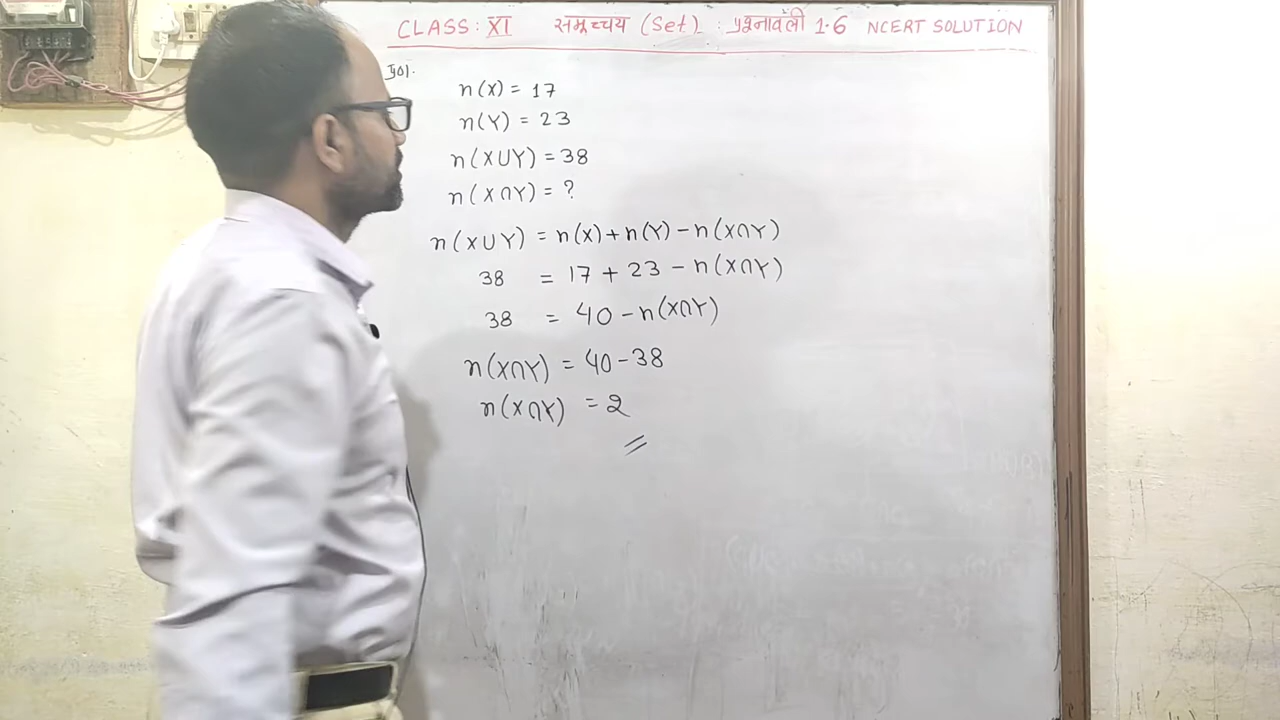 CLASS: XI समुच्चय (Set) : प्रश्नावली 1.6 NCERT SOLUTION
n(X) = 17
n(Y) = 23
n(X∪Y) = 38
n(X∩Y) = ?
n(X∪Y) = n(X)+n(Y)-n(X∩Y)
38 = 17 + 23 - n(X∩Y)
38 = 40 - n(X∩Y)
n(X∩Y) = 40-38
n(X∩Y) = 2